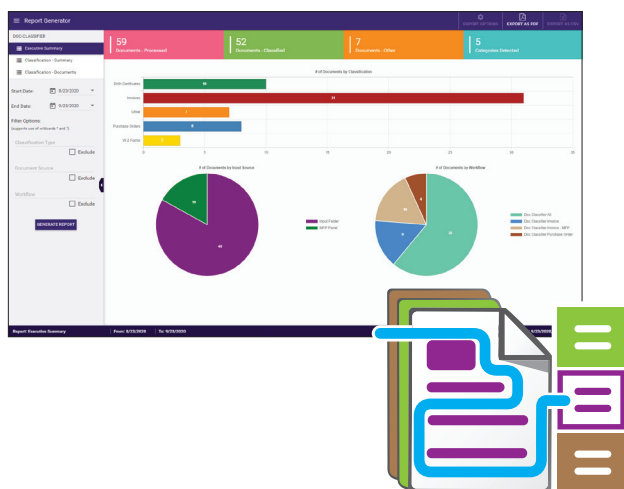 Report Generator
EXPORT OPTIONS
EXPORT AS PDF
EXPORT AS CSV
DOC CLASSIFIER
Executive Summary
Classification - Summary
Classification - Documents
Start Date: 8/23/2020
End Date: 9/23/2020
Filter Options:
(supports use of wildcards * and ?)
Classification Type
Exclude
Document Source
Exclude
Workflow
Exclude
GENERATE REPORT
59
Documents - Processed
52
Documents - Classified
7
Documents - Other
5
Categories Detected
# of Documents by Classification
Birth Certificates
10
Invoices
31
Other
7
Purchase Orders
8
W-2 Forms
3
0 5 10 15 20 25 30 35
# of Documents by Input Source
10
Input Folder
MFP Panel
# of Documents by Workflow
Doc Classifier All
Doc Classifier Invoice
Doc Classifier Invoice - MFP
Doc Classifier Purchase Order
Report: Executive Summary
From: 8/23/2020
To: 9/23/2020